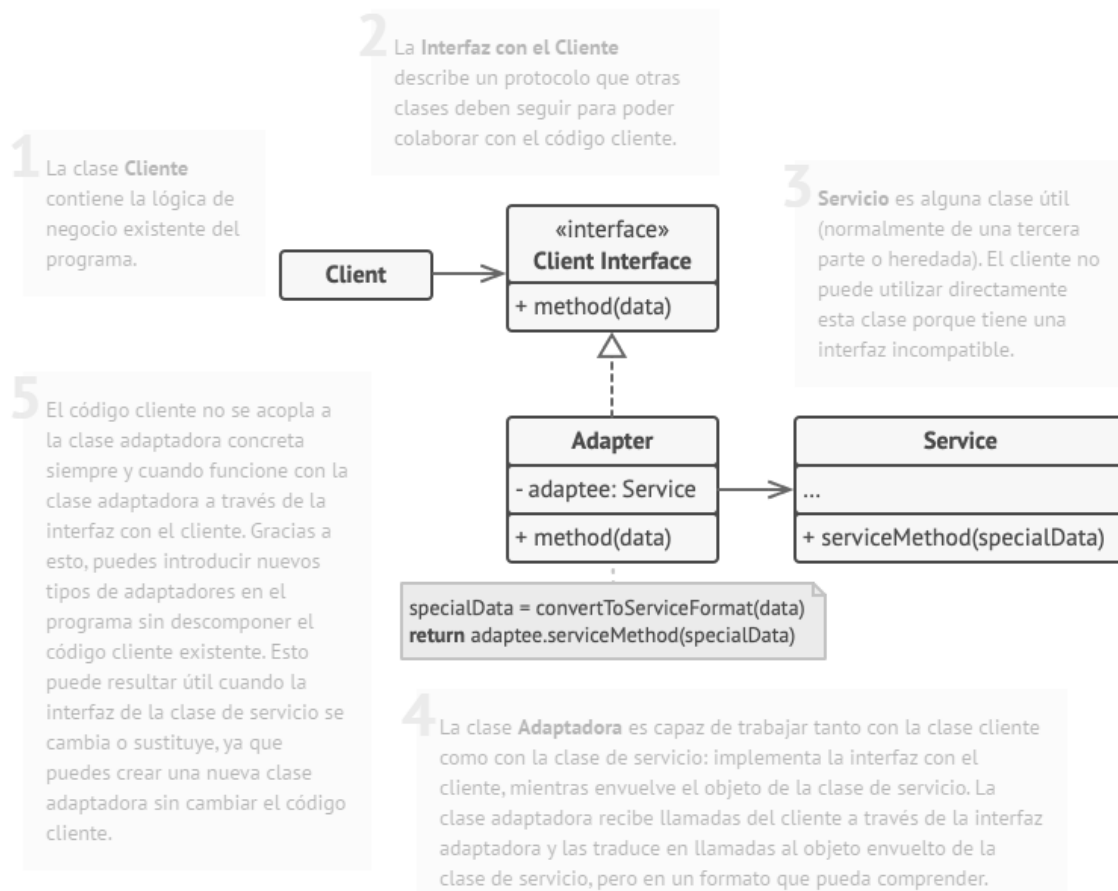 1
La clase Cliente
contiene la lógica de
negocio existente del
programa.
2
La Interfaz con el Cliente
describe un protocolo que otras
clases deben seguir para poder
colaborar con el código cliente.
3
Servicio es alguna clase útil
(normalmente de una tercera
parte o heredada). El cliente no
puede utilizar directamente
esta clase porque tiene una
interfaz incompatible.
Client
«interface»
Client Interface
+ method(data)
Adapter
- adaptee: Service
+ method(data)
Service
...
+ serviceMethod(specialData)
specialData = convertToServiceFormat(data)
return adaptee.serviceMethod(specialData)
4
La clase Adaptadora es capaz de trabajar tanto con la clase cliente
como con la clase de servicio: implementa la interfaz con el
cliente, mientras envuelve el objeto de la clase de servicio. La
clase adaptadora recibe llamadas del cliente a través de la interfaz
adaptadora y las traduce en llamadas al objeto envuelto de la
clase de servicio, pero en un formato que pueda comprender.
5
El código cliente no se acopla a
la clase adaptadora concreta
siempre y cuando funcione con la
clase adaptadora a través de la
interfaz con el cliente. Gracias a
esto, puedes introducir nuevos
tipos de adaptadores en el
programa sin descomponer el
código cliente existente. Esto
puede resultar útil cuando la
interfaz de la clase de servicio se
cambia o sustituye, ya que
puedes crear una nueva clase
adaptadora sin cambiar el código
cliente.